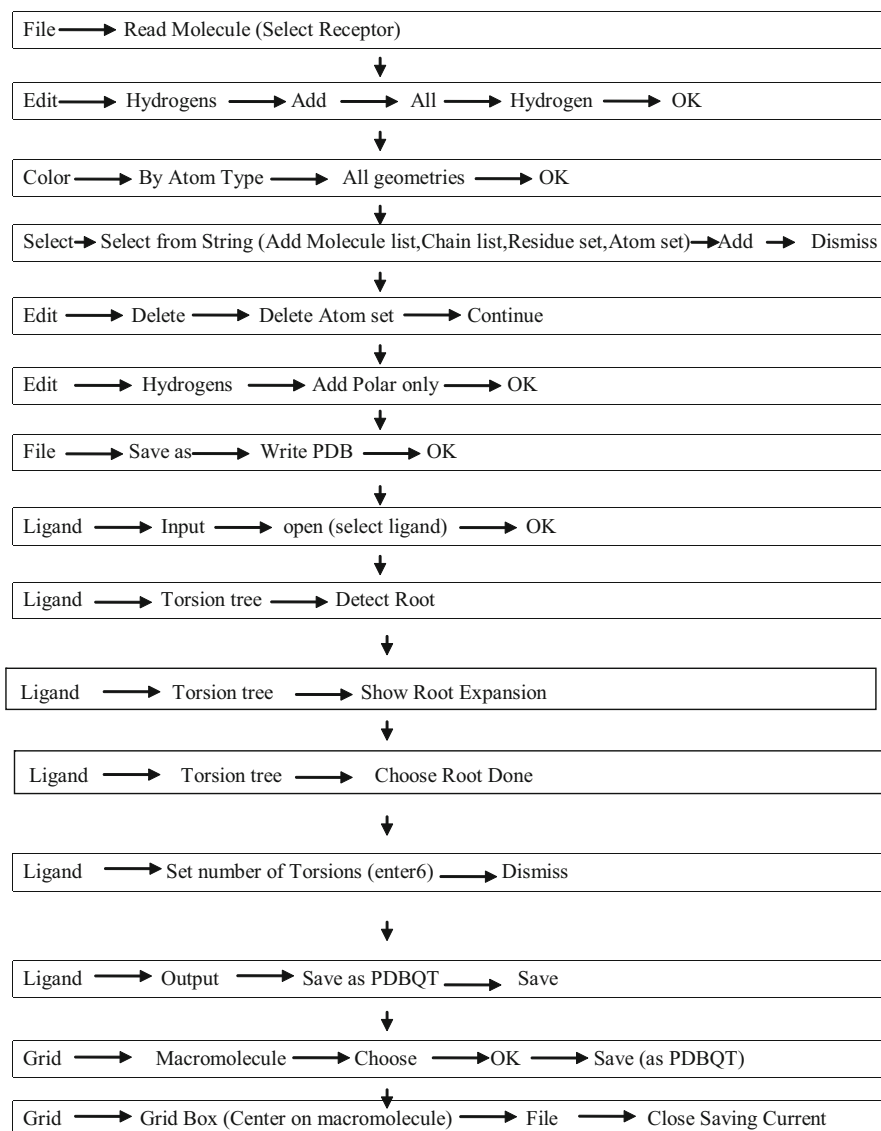 File Read Molecule (Select Receptor)
Edit Hydrogens Add All Hydrogen OK
Color By Atom Type All geometries OK
Select Select from String (Add Molecule list,Chain list,Residue set,Atom set) Add Dismiss
Edit Delete Delete Atom set Continue
Edit Hydrogens Add Polar only OK
File Save as Write PDB OK
Ligand Input open (select ligand) OK
Ligand Torsion tree Detect Root
Ligand Torsion tree Show Root Expansion
Ligand Torsion tree Choose Root Done
Ligand Set number of Torsions (enter6) Dismiss
Ligand Output Save as PDBQT Save
Grid Macromolecule Choose OK Save (as PDBQT)
Grid Grid Box (Center on macromolecule) File Close Saving Current